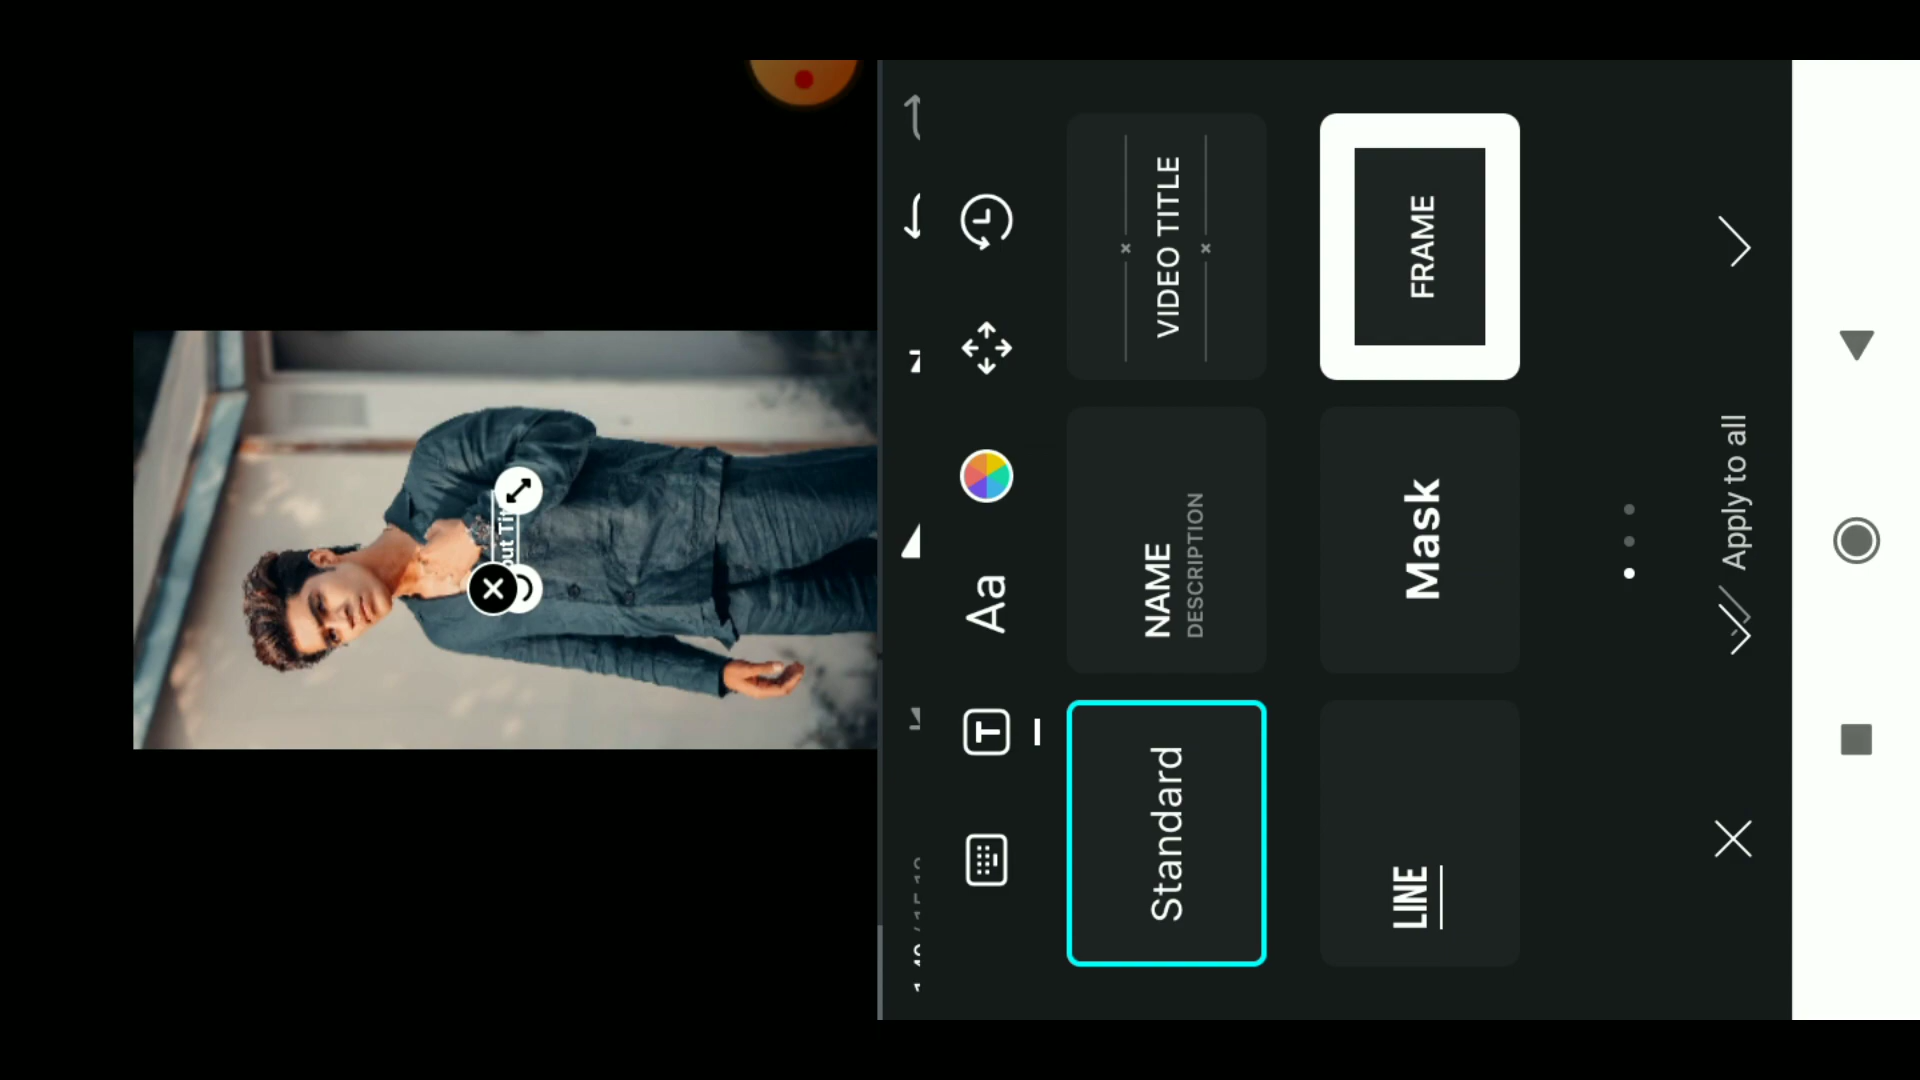 Aa
Standard
NAME
DESCRIPTION
VIDEO TITLE
LINE
Mask
FRAME
Apply to all